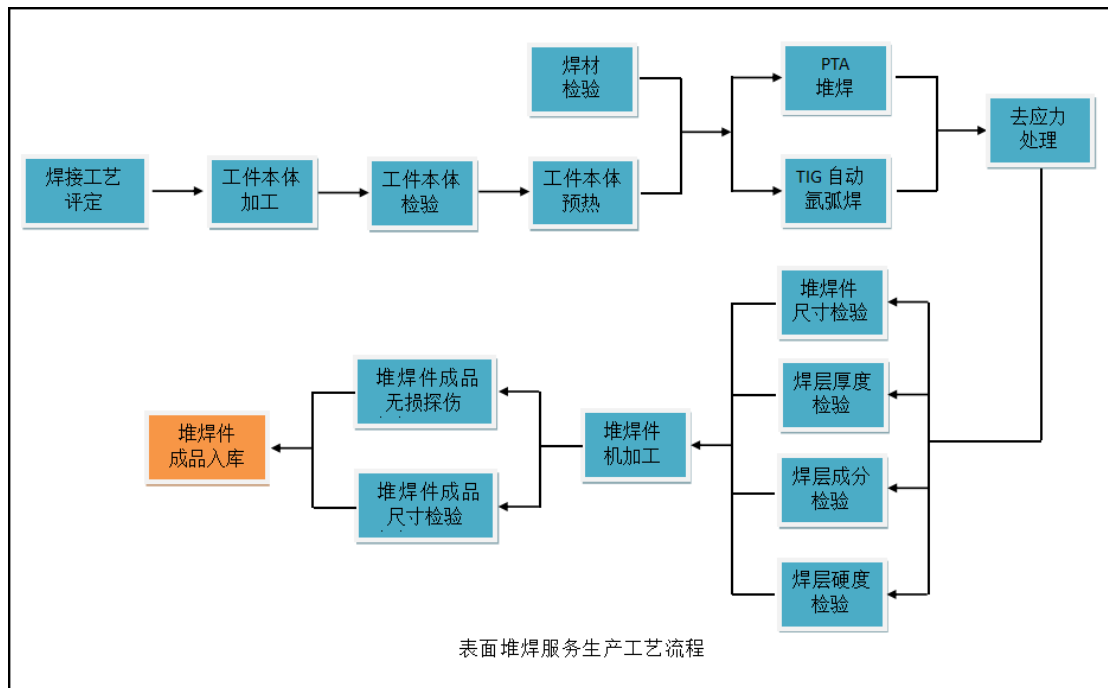 焊材
检验
PTA
堆焊
去应力
处理
焊接工艺
评定
工件本体
加工
工件本体
检验
工件本体
预热
TIG 自动
氩弧焊
堆焊件
尺寸检验
堆焊件成品
无损探伤
焊层厚度
检验
堆焊件
成品入库
堆焊件
机加工
堆焊件成品
尺寸检验
焊层成分
检验
焊层硬度
检验
表面堆焊服务生产工艺流程